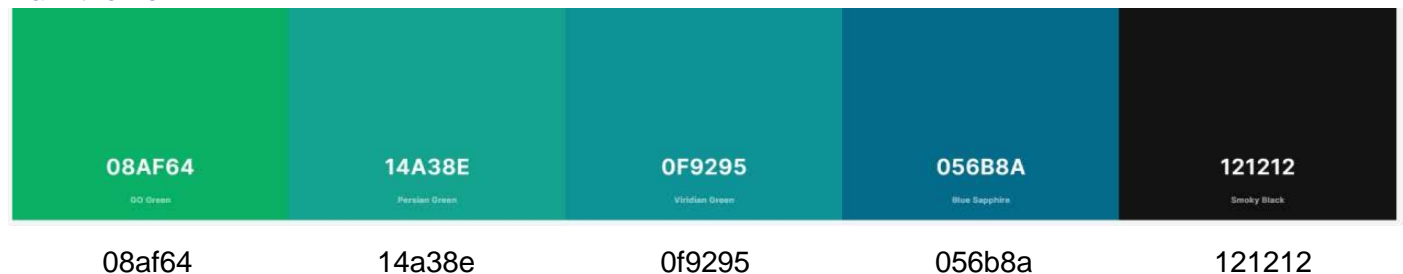 08AF64 14A38E 0F9295 056B8A 121212
GO Green Persian Green Viridian Green Blue Sapphire Smoky Black
08af64 14a38e 0f9295 056b8a 121212